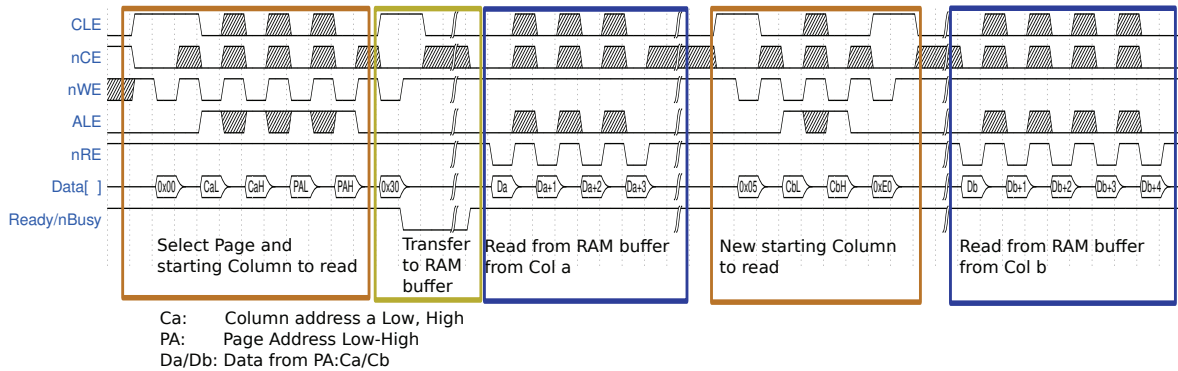 CLE
nCE
nWE
ALE
nRE
Data[ ] 0x00 CaL CaH PAL PAH 0x30 Da Da+1 Da+2 Da+3 0x05 CbL CbH 0xE0 Db Db+1 Db+2 Db+3 Db+4
Ready/nBusy
Select Page and
starting Column to read
Transfer
to RAM
buffer
Read from RAM buffer
from Col a
New starting Column
to read
Read from RAM buffer
from Col b
Ca: Column address a Low, High
PA: Page Address Low-High
Da/Db: Data from PA:Ca/Cb